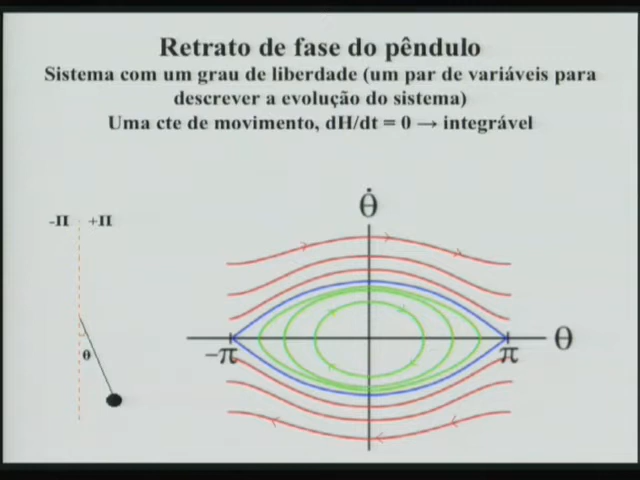 Retrato de fase do pêndulo
Sistema com um grau de liberdade (um par de variáveis para
descrever a evolução do sistema)
Uma cte de movimento, dH/dt = 0 → integrável
-Π +Π
θ
θ̇
θ
-π
π